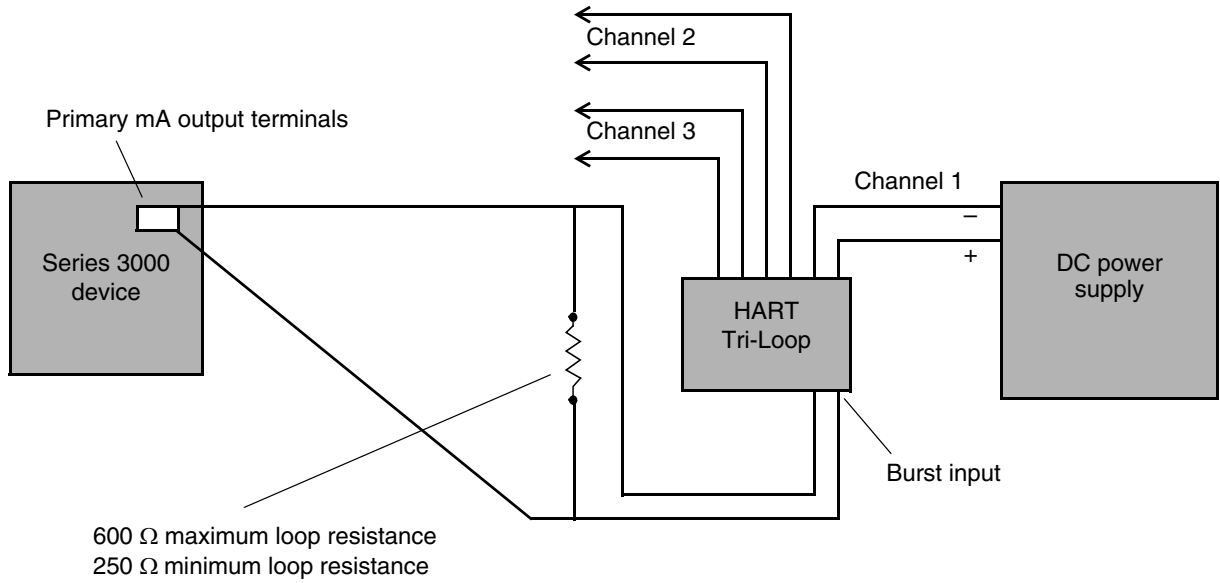 Channel 2
Primary mA output terminals
Channel 3
Channel 1
–
+
Series 3000
device
HART
Tri-Loop
DC power
supply
Burst input
600 Ω maximum loop resistance
250 Ω minimum loop resistance